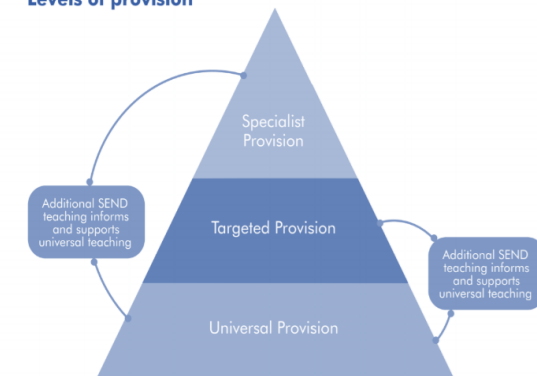 Levels of provision
Specialist
Provision
Additional SEND
teaching informs
and supports
universal teaching
Targeted Provision
Additional SEND
teaching informs
and supports
universal teaching
Universal Provision